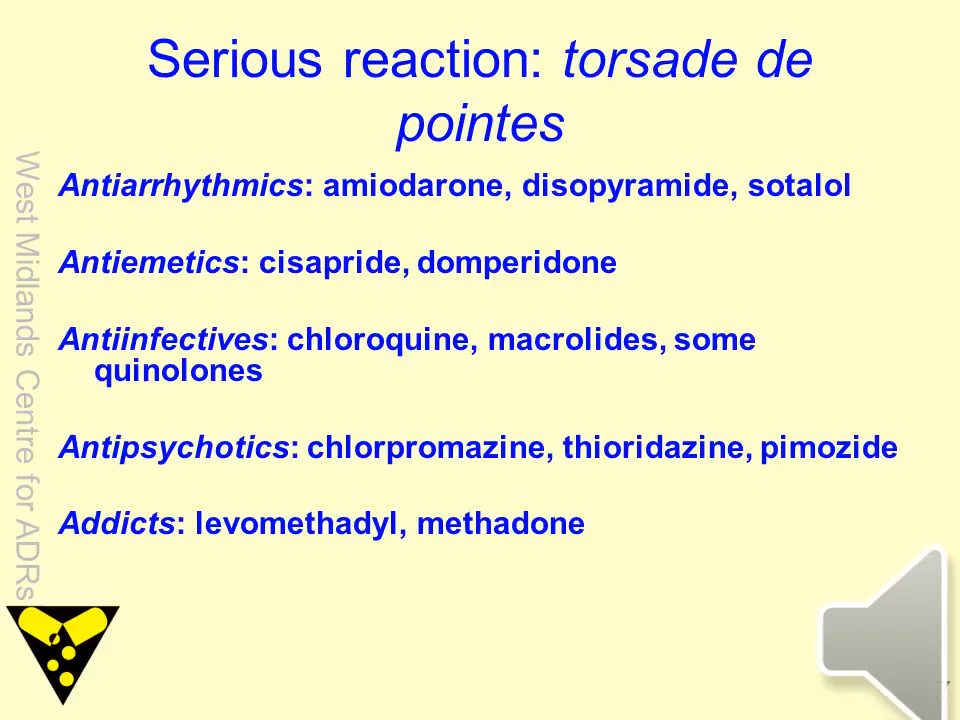 Serious reaction: torsade de
pointes
West Midlands Centre for ADRs
Antiarrhythmics: amiodarone, disopyramide, sotalol
Antiemetics: cisapride, domperidone
Antiinfectives: chloroquine, macrolides, some
quinolones
Antipsychotics: chlorpromazine, thioridazine, pimozide
Addicts: levomethadyl, methadone